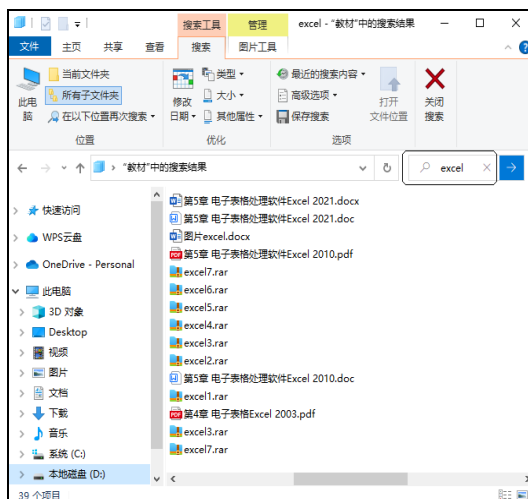 搜索工具 管理 excel - "教材"中的搜索结果
文件 主页 共享 查看 搜索 图片工具
当前文件夹 类型 最近的搜索内容
所有子文件夹 大小 高级选项
此电脑 在以下位置再次搜索 修改日期 其他属性 保存搜索 打开文件位置 关闭搜索
位置 优化 选项
"教材"中的搜索结果 excel
快速访问
WPS云盘
OneDrive - Personal
此电脑
3D 对象
Desktop
视频
图片
文档
下载
音乐
系统 (C:)
本地磁盘 (D:)
第5章 电子表格处理软件Excel 2021.docx
第5章 电子表格处理软件Excel 2021.doc
图片excel.docx
第5章 电子表格处理软件Excel 2010.pdf
excel7.rar
excel6.rar
excel5.rar
excel4.rar
excel3.rar
excel2.rar
第5章 电子表格处理软件Excel 2010.doc
excel1.rar
第4章 电子表格Excel 2003.pdf
excel3.rar
excel7.rar
39 个项目